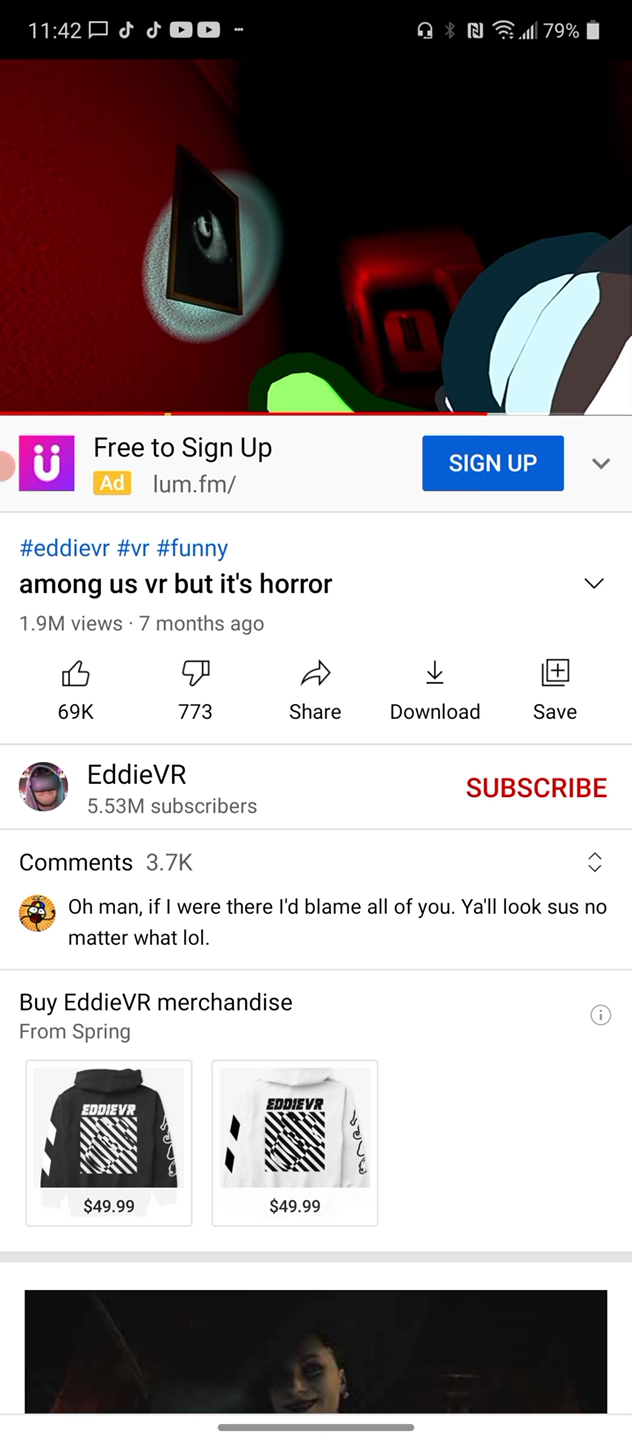 11:42 79%
Free to Sign Up
Ad lum.fm/
SIGN UP
#eddievr #vr #funny
among us vr but it's horror
1.9M views · 7 months ago
69K 773 Share Download Save
EddieVR
5.53M subscribers
SUBSCRIBE
Comments 3.7K
Oh man, if I were there I'd blame all of you. Ya'll look sus no
matter what lol.
Buy EddieVR merchandise
From Spring
EDDIEVR EDDIEVR
$49.99 $49.99